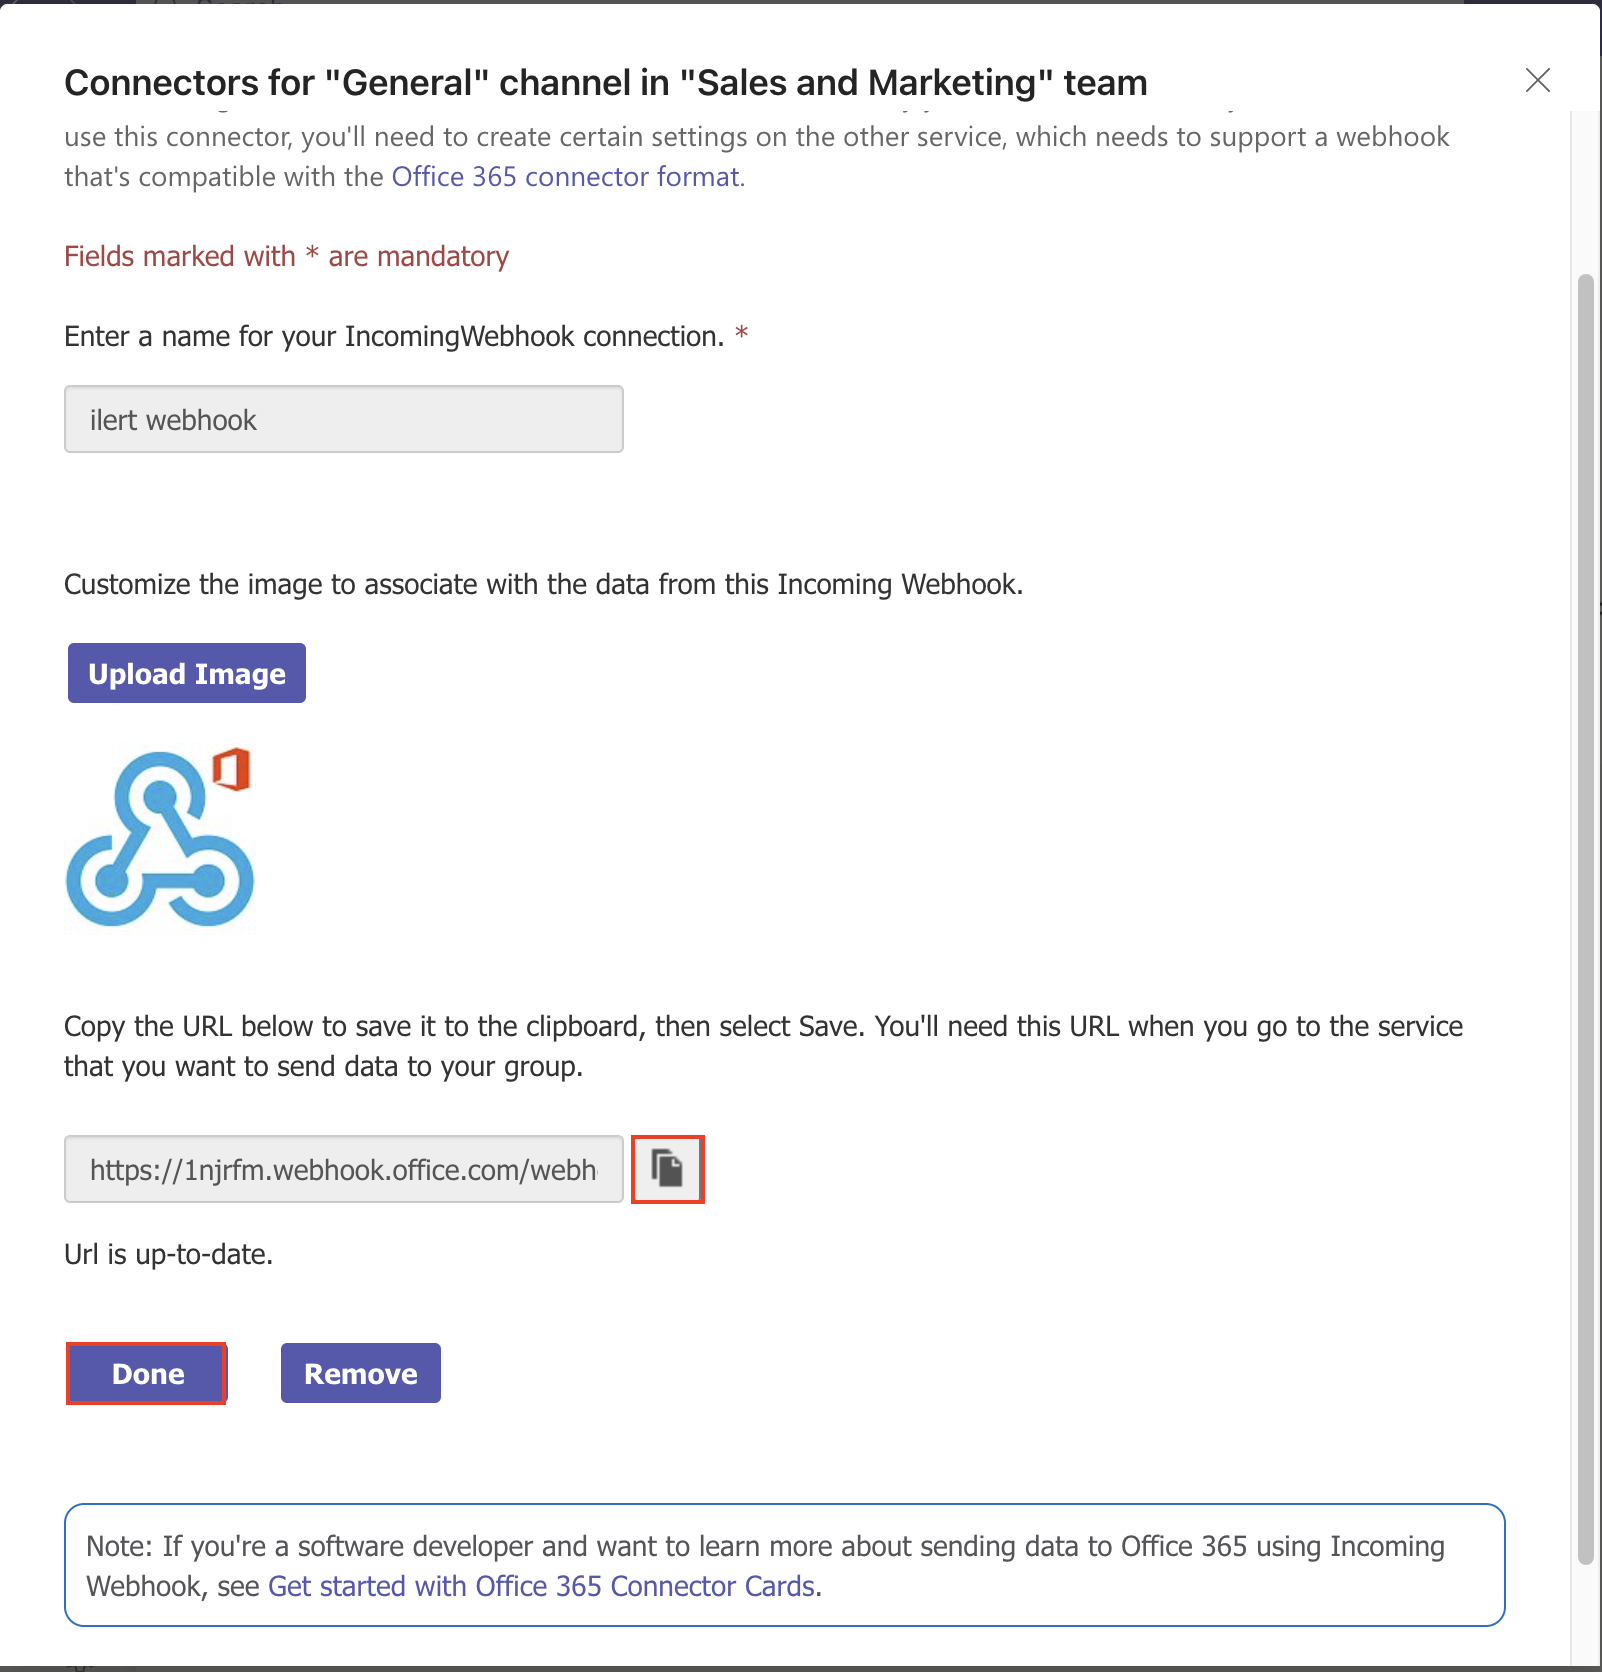 Connectors for "General" channel in "Sales and Marketing" team
use this connector, you'll need to create certain settings on the other service, which needs to support a webhook
that's compatible with the Office 365 connector format.
Fields marked with * are mandatory
Enter a name for your IncomingWebhook connection. *
ilert webhook
Customize the image to associate with the data from this Incoming Webhook.
Upload Image
Copy the URL below to save it to the clipboard, then select Save. You'll need this URL when you go to the service
that you want to send data to your group.
https://1njrfm.webhook.office.com/webh
Url is up-to-date.
Done
Remove
Note: If you're a software developer and want to learn more about sending data to Office 365 using Incoming
Webhook, see Get started with Office 365 Connector Cards.